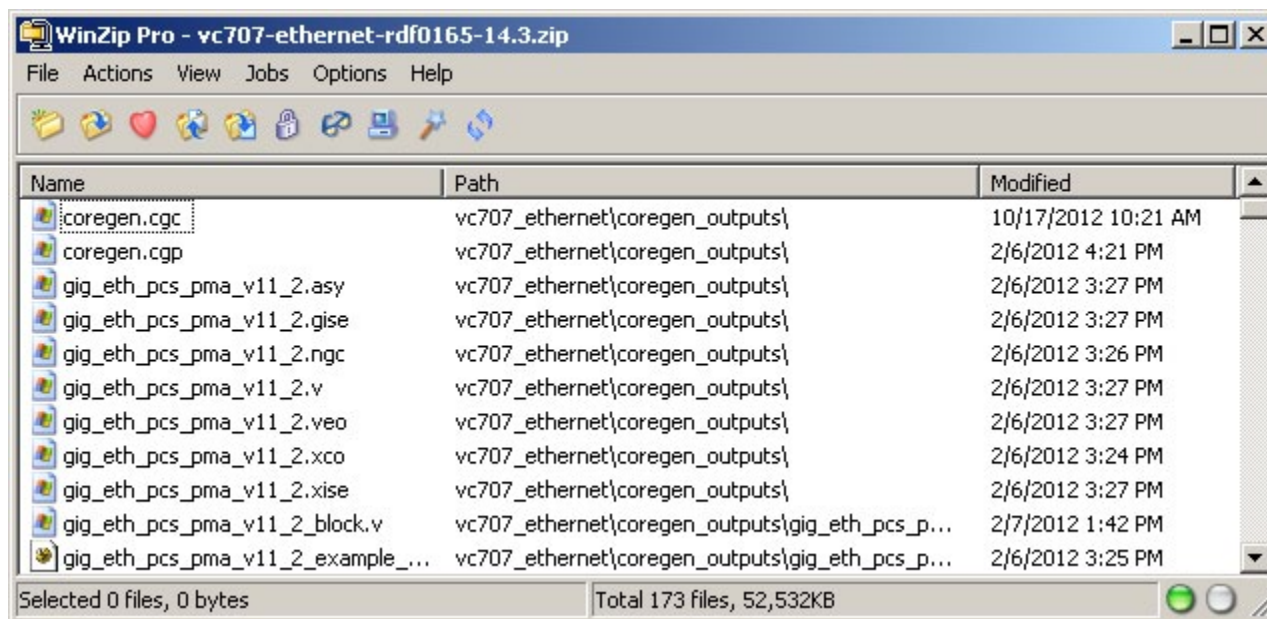 WinZip Pro - vc707-ethernet-rdf0165-14.3.zip
File Actions View Jobs Options Help
Name Path Modified
coregen.cgc vc707_ethernet\coregen_outputs\ 10/17/2012 10:21 AM
coregen.cgp vc707_ethernet\coregen_outputs\ 2/6/2012 4:21 PM
gig_eth_pcs_pma_v11_2.asy vc707_ethernet\coregen_outputs\ 2/6/2012 3:27 PM
gig_eth_pcs_pma_v11_2.gise vc707_ethernet\coregen_outputs\ 2/6/2012 3:27 PM
gig_eth_pcs_pma_v11_2.ngc vc707_ethernet\coregen_outputs\ 2/6/2012 3:26 PM
gig_eth_pcs_pma_v11_2.v vc707_ethernet\coregen_outputs\ 2/6/2012 3:27 PM
gig_eth_pcs_pma_v11_2.veo vc707_ethernet\coregen_outputs\ 2/6/2012 3:27 PM
gig_eth_pcs_pma_v11_2.xco vc707_ethernet\coregen_outputs\ 2/6/2012 3:24 PM
gig_eth_pcs_pma_v11_2.xise vc707_ethernet\coregen_outputs\ 2/6/2012 3:27 PM
gig_eth_pcs_pma_v11_2_block.v vc707_ethernet\coregen_outputs\gig_eth_pcs_p... 2/7/2012 1:42 PM
gig_eth_pcs_pma_v11_2_example_... vc707_ethernet\coregen_outputs\gig_eth_pcs_p... 2/6/2012 3:25 PM
Selected 0 files, 0 bytes Total 173 files, 52,532KB